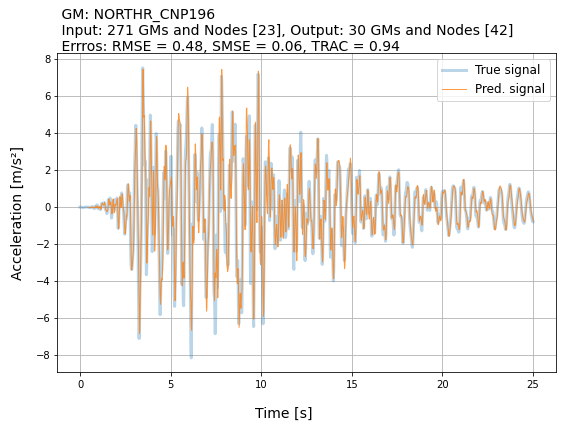 GM: NORTHR_CNP196
Input: 271 GMs and Nodes [23], Output: 30 GMs and Nodes [42]
Erros: RMSE = 0.48, SMSE = 0.06, TRAC = 0.94
True signal
Pred. signal
Acceleration [m/s²]
8
6
4
2
0
−2
−4
−6
−8
0
5
10
15
20
25
Time [s]